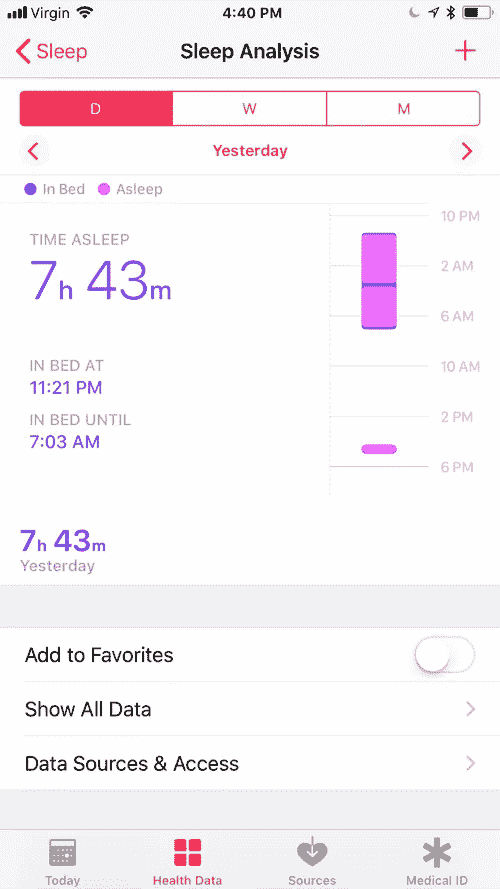 Virgin 4:40 PM
Sleep Sleep Analysis +
D W M
Yesterday
In Bed Asleep
10 PM
TIME ASLEEP
7h 43m
2 AM
6 AM
IN BED AT
11:21 PM
10 AM
IN BED UNTIL
7:03 AM
2 PM
6 PM
7h 43m
Yesterday
Add to Favorites
Show All Data
Data Sources & Access
Today Health Data Sources Medical ID